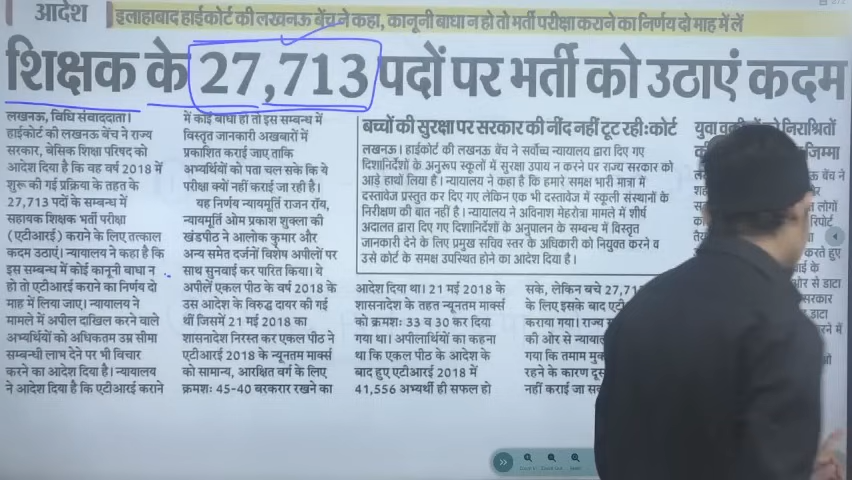 आदेश
इलाहाबाद हाईकोर्ट की लखनऊ बेंच ने कहा, कानूनी बाधा न हो तो भर्ती परीक्षा कराने का निर्णय दो माह में लें
शिक्षक के 27,713 पदों पर भर्ती को उठाएं कदम
लखनऊ, विधि संवाददाता।
हाईकोर्ट की लखनऊ बेंच ने राज्य
सरकार, बेसिक शिक्षा परिषद को
आदेश दिया है कि वह वर्ष 2018 में
शुरू की गई प्रक्रिया के तहत के
27,713 पदों के सम्बन्ध में
सहायक शिक्षक भर्ती परीक्षा
(एटीआरई) कराने के लिए तत्काल
कदम उठाएं। न्यायालय ने कहा है कि
इस सम्बन्ध में कोई कानूनी बाधा न
हो तो एटीआरई कराने का निर्णय दो
माह में लिया जाए। न्यायालय ने
मामले में अपील दाखिल करने वाले
अभ्यर्थियों को अधिकतम उम्र सीमा
सम्बन्धी लाभ देने पर भी विचार
करने का आदेश दिया है। न्यायालय
ने आदेश दिया है कि एटीआरई कराने
में कोई बाधा हो तो इस सम्बन्ध में
विस्तृत जानकारी अखबारों में
प्रकाशित कराई जाए ताकि
अभ्यर्थियों को पता चल सके कि ये
परीक्षा क्यों नहीं कराई जा रही है।
यह निर्णय न्यायमूर्ति राजन रॉय,
न्यायमूर्ति ओम प्रकाश शुक्ला की
खंडपीठ ने आलोक कुमार और
अन्य समेत दर्जनों विशेष अपीलों पर
साथ सुनवाई कर पारित किया। ये
अपीलें एकल पीठ के वर्ष 2018 के
उस आदेश के विरुद्ध दायर की गई
थीं जिसमें 21 मई 2018 का
शासनादेश निरस्त कर एकल पीठ ने
एटीआरई 2018 के न्यूनतम मार्क्स
को सामान्य, आरक्षित वर्ग के लिए
क्रमशः 45-40 बरकरार रखने का
बच्चों की सुरक्षा पर सरकार की नींद नहीं टूट रही:कोर्ट
लखनऊ। हाईकोर्ट की लखनऊ बेंच ने सर्वोच्च न्यायालय द्वारा दिए गए
दिशानिर्देशों के अनुरूप स्कूलों में सुरक्षा उपाय न करने पर राज्य सरकार को
आड़े हाथों लिया है। न्यायालय ने कहा है कि हमारे समक्ष भारी मात्रा में
दस्तावेज प्रस्तुत कर दिए गए लेकिन एक भी दस्तावेज में स्कूली संस्थानों के
निरीक्षण की बात नहीं है। न्यायालय ने अविनाश मेहरोत्रा मामले में शीर्ष
अदालत द्वारा दिए गए दिशानिर्देशों के अनुपालन के सम्बन्ध में विस्तृत
जानकारी देने के लिए प्रमुख सचिव स्तर के अधिकारी को नियुक्त करने व
उसे कोर्ट के समक्ष उपस्थित होने का आदेश दिया है।
आदेश दिया था। 21 मई 2018 के
शासनादेश के तहत न्यूनतम मार्क्स
को क्रमशः 33 व 30 कर दिया
गया था। अपीलार्थियों का कहना
था कि एकल पीठ के आदेश के
बाद हुए एटीआरई 2018 में
41,556 अभ्यर्थी ही सफल हो
सके, लेकिन बचे 27,71
के लिए इसके बाद एटी
कराया गया। राज्य
की ओर से न्याया
गया कि तमाम मुक
रहने के कारण दूस
नहीं कराई जा स
युवा निराश्रितों
जिम्मा
बेंच ने
लोगों
रिपोर्ट
करते हुए
ओर से डाटा
सरकार
डाटा